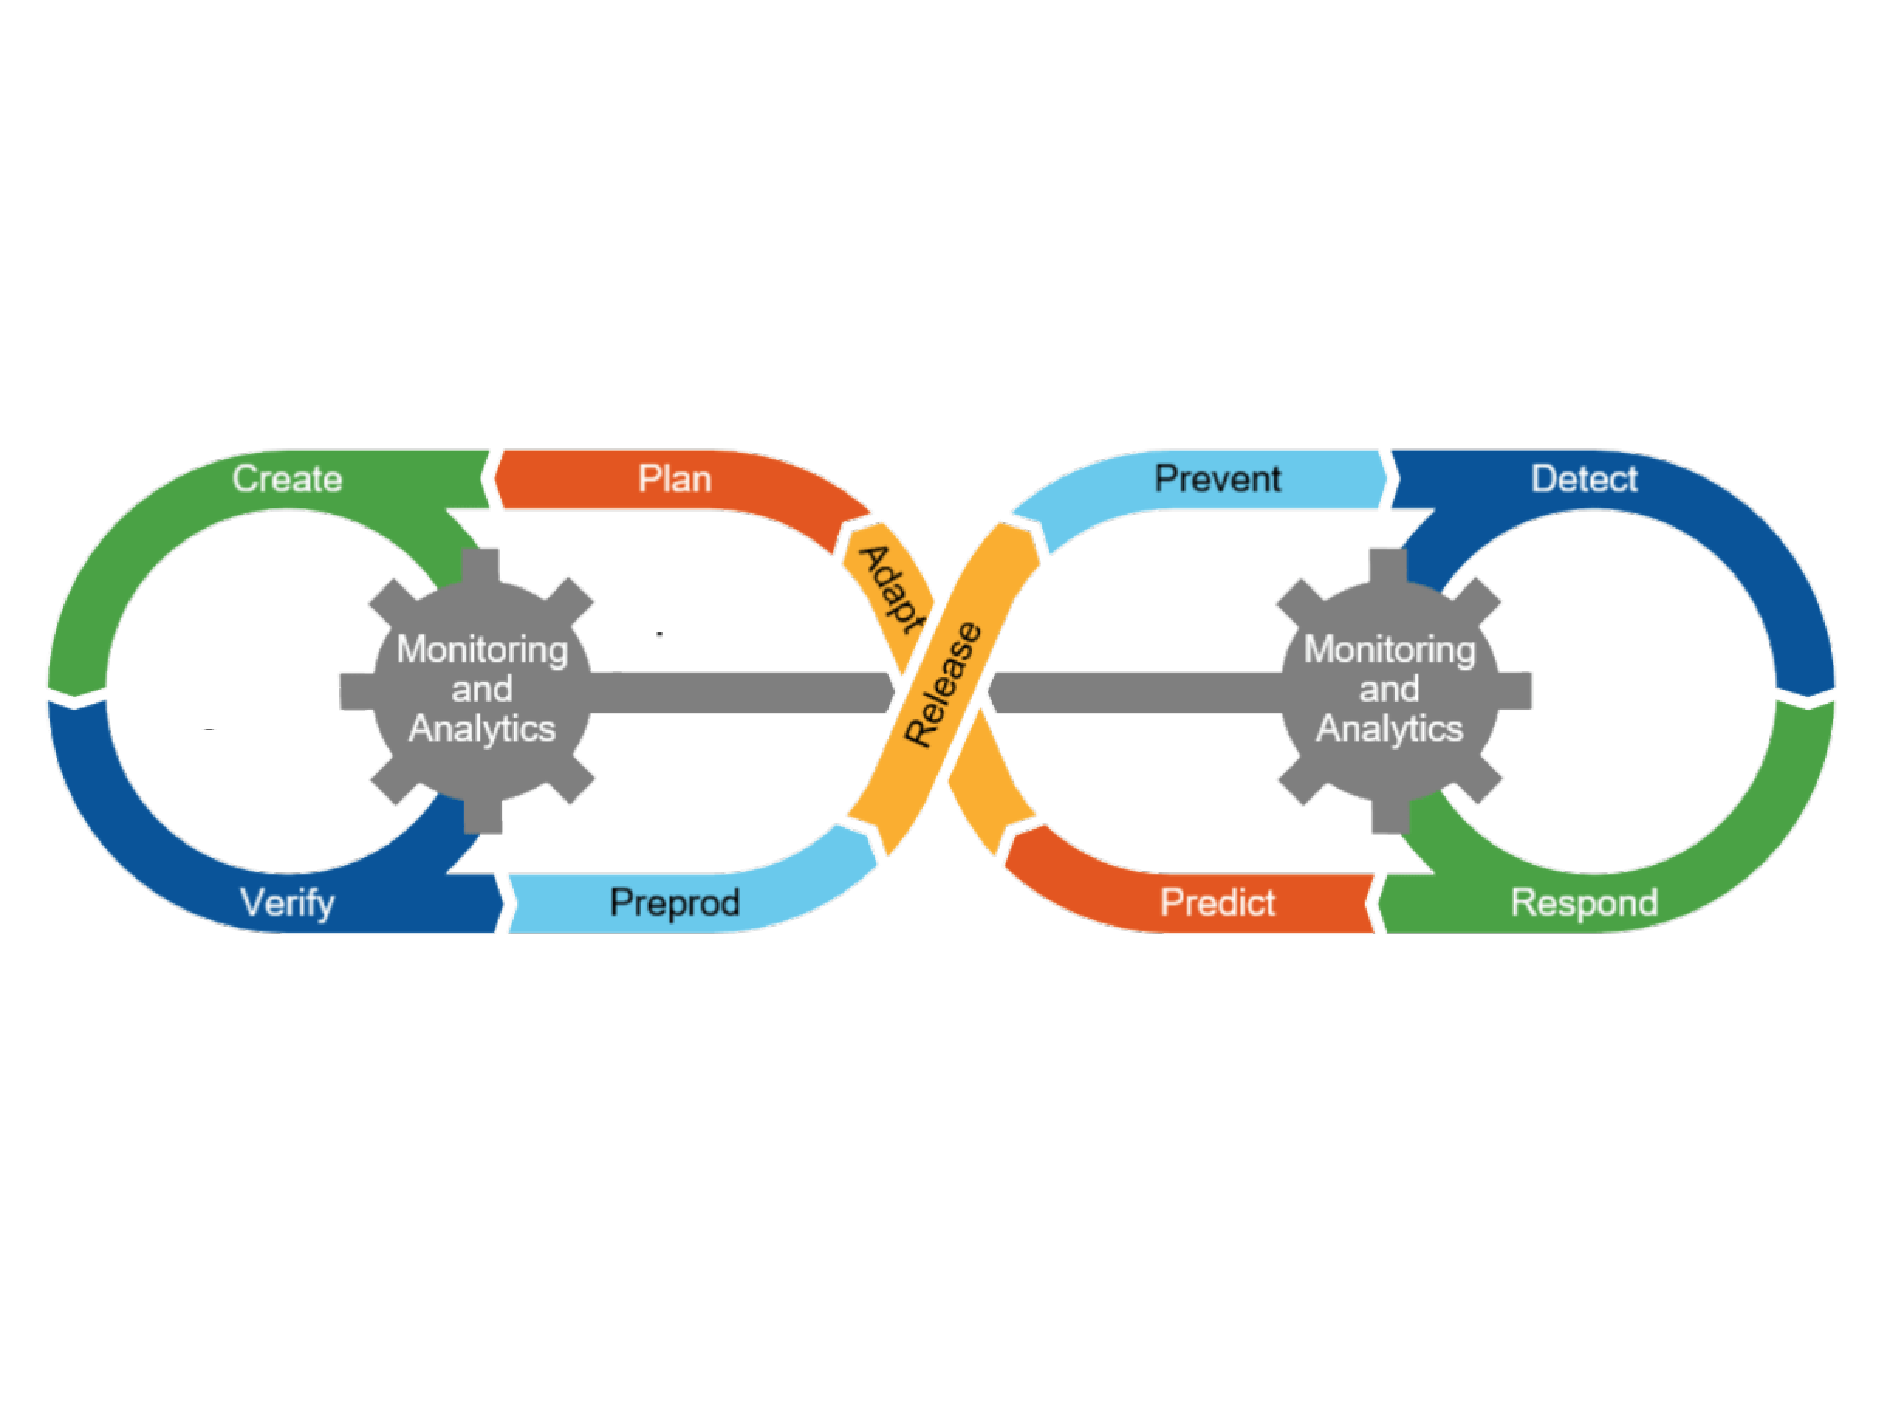 Create
Plan
Prevent
Detect
Adapt
Release
Monitoring
and
Analytics
Monitoring
and
Analytics
Verify
Preprod
Predict
Respond